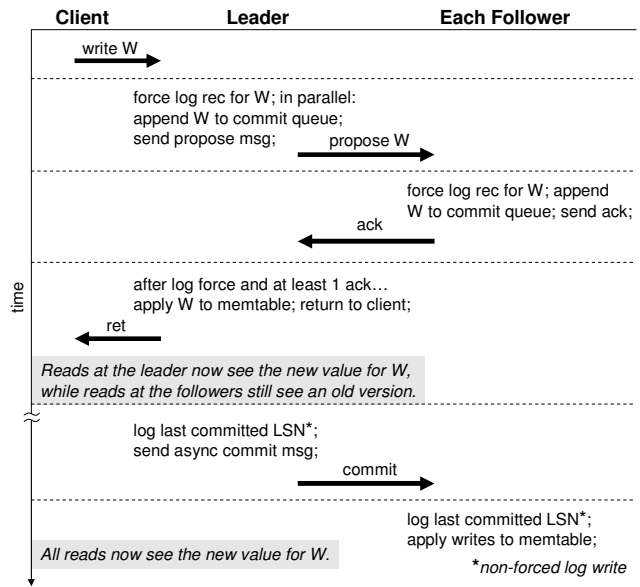 Client Leader Each Follower
write W
force log rec for W; in parallel:
append W to commit queue;
send propose msg;
propose W
force log rec for W; append
W to commit queue; send ack;
ack
time
after log force and at least 1 ack…
apply W to memtable; return to client;
ret
Reads at the leader now see the new value for W,
while reads at the followers still see an old version.
log last committed LSN*;
send async commit msg;
commit
log last committed LSN*;
apply writes to memtable;
All reads now see the new value for W.
*non-forced log write